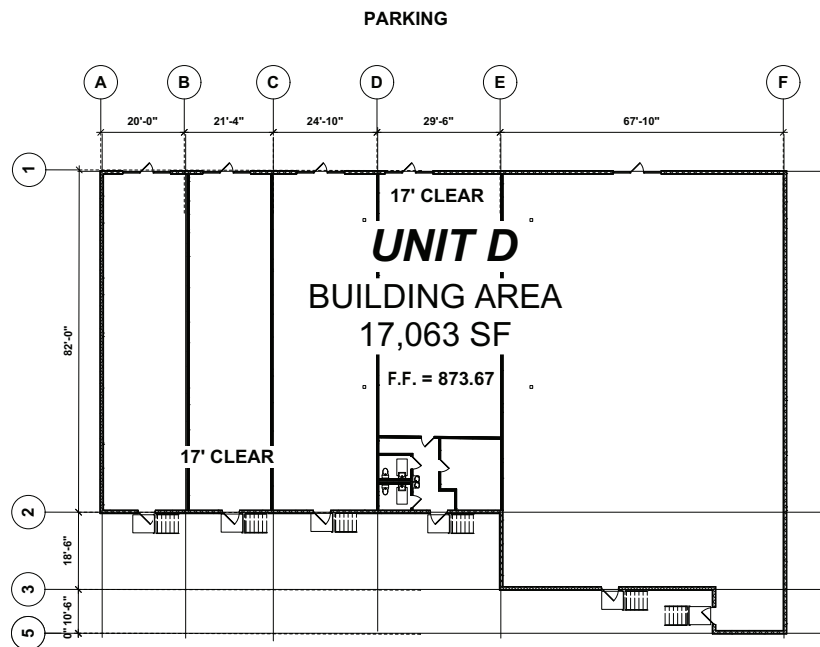 PARKING
A B C D E F
20'-0" 21'-4" 24'-10" 29'-6" 67'-10"
1
17' CLEAR
UNIT D
BUILDING AREA
17,063 SF
82'-0"
F.F. = 873.67
17' CLEAR
2
18'-6"
3
10'-6"
0"
5